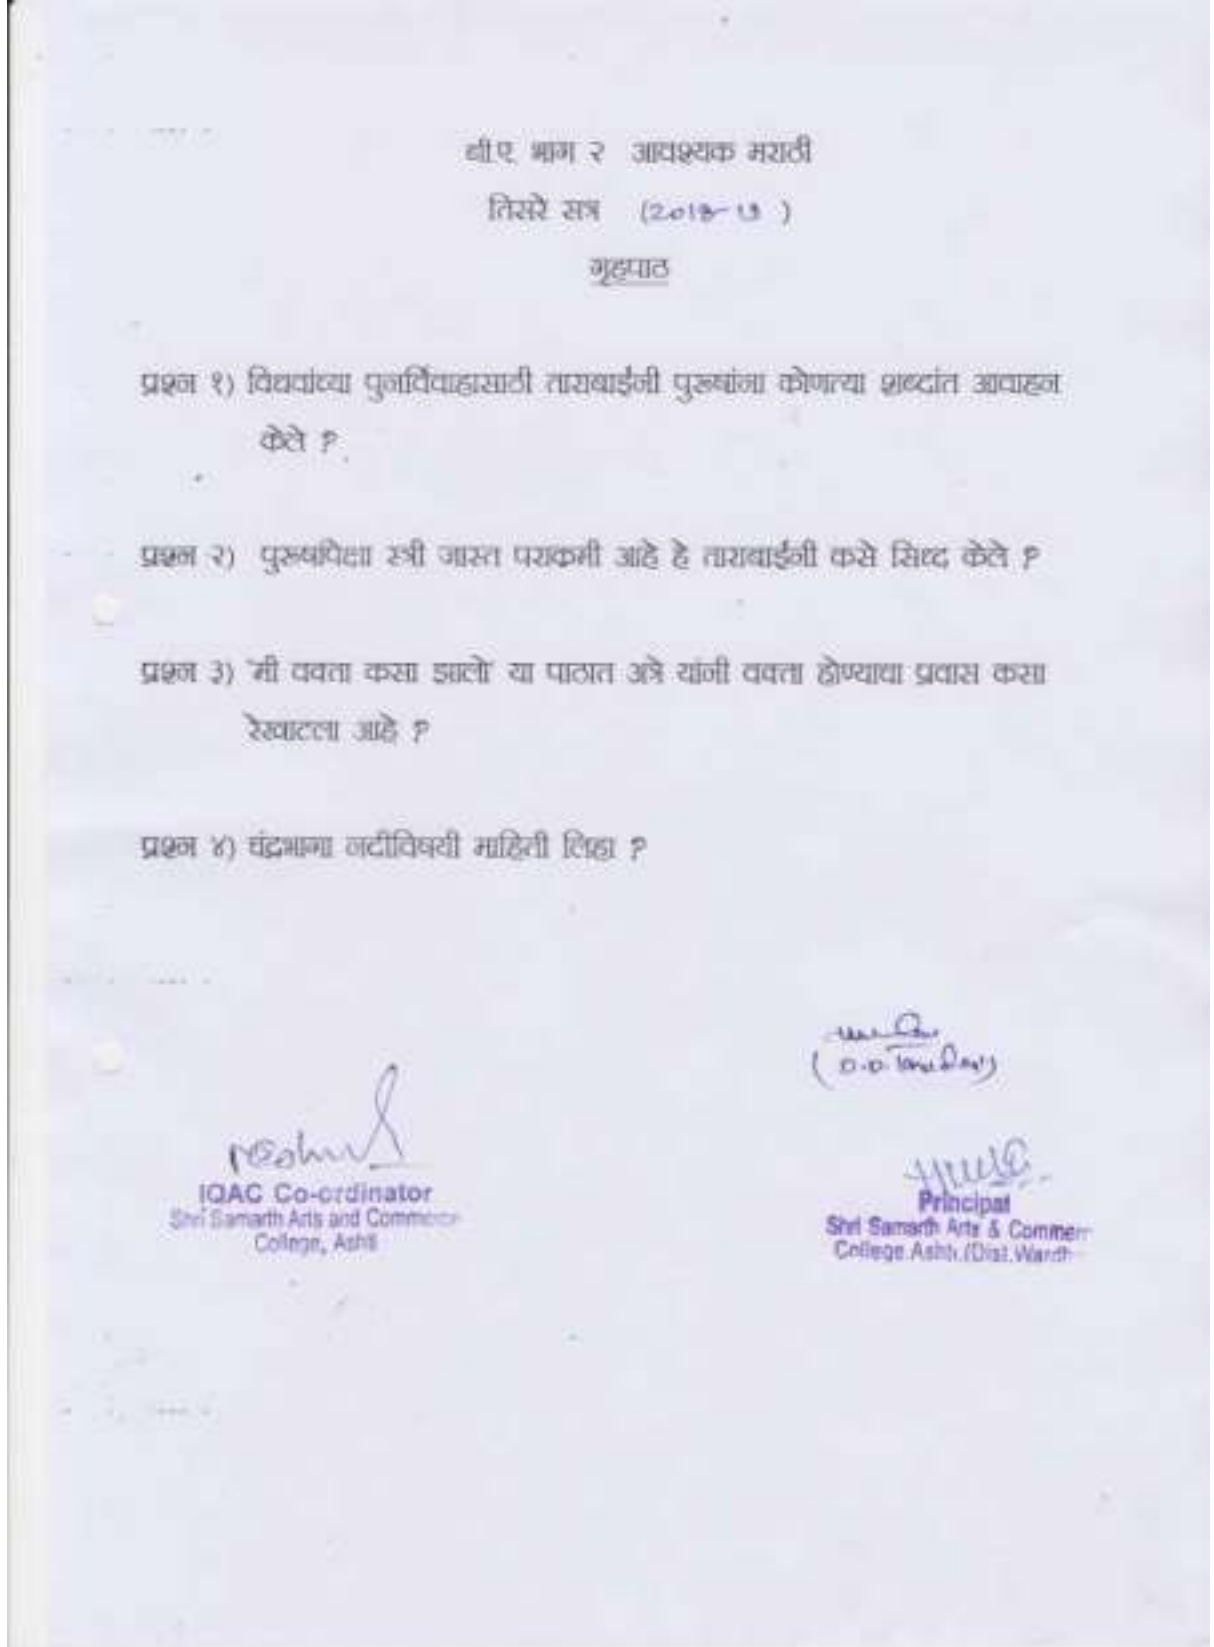 बी.ए. भाग २ आवश्यक मराठी
तिसरे सत्र
गृहपाठ
प्रश्न १) विधवांच्या पुनर्विवाहासाठी ताराबाईंनी पुरूषांना कोणत्या शब्दांत आवाहन
केले ?
प्रश्न २) पुरूषपिक्षा स्त्री जास्त पराक्रमी आहे हे ताराबाईंनी कसे सिध्द केले ?
प्रश्न ३) 'मी वक्ता कसा झालो' या पाठात अत्रे यांनी वक्ता होण्याचा प्रवास कसा
रेखाटला आहे ?
प्रश्न ४) चंद्रभागा नदीविषयी माहिती लिहा ?
IQAC Co-ordinator
Shri Samarth Arts and Commerce
College, Ashti
Principal
Shri Samarth Arts & Commerc
College Ashti (Dist. Wardh